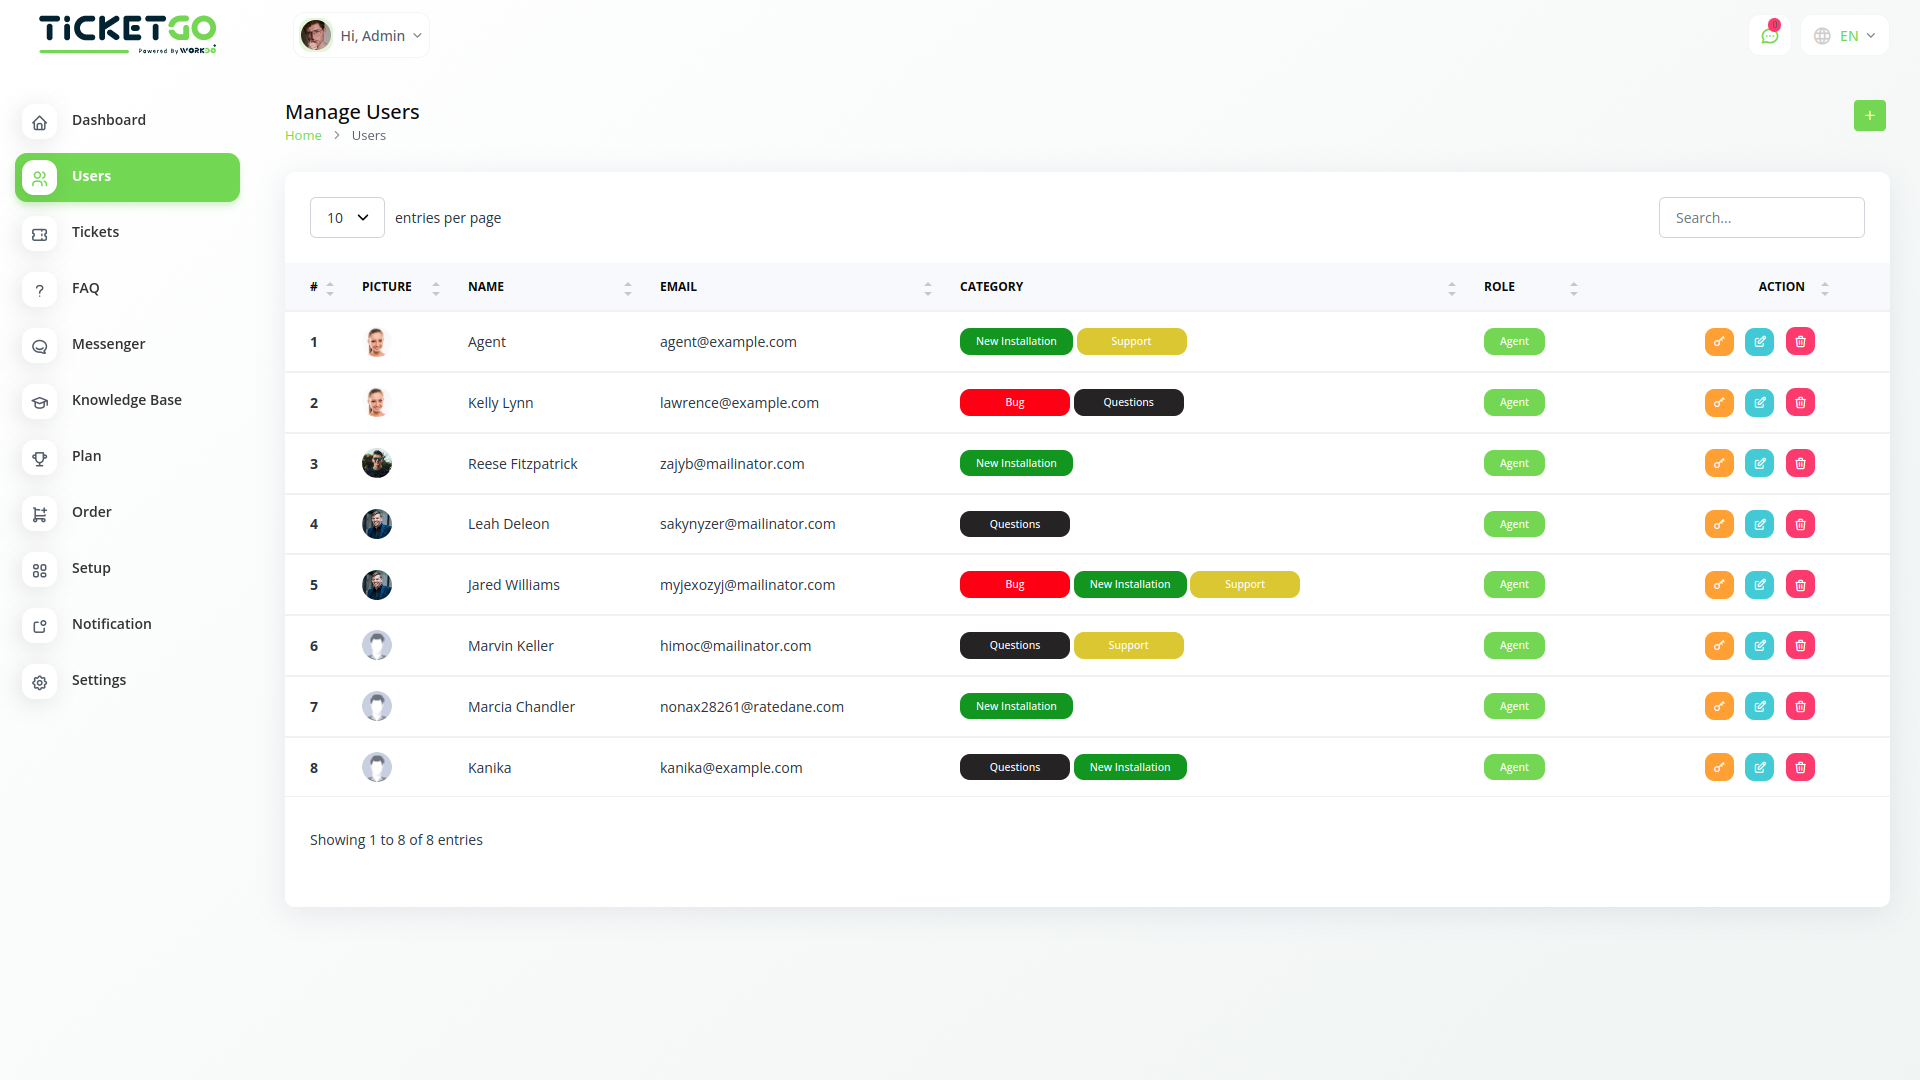 TiCKETGO
Powered By WORKDO
Hi, Admin
0
EN
Dashboard
Users
Tickets
FAQ
Messenger
Knowledge Base
Plan
Order
Setup
Notification
Settings
Manage Users
Home > Users
+
10 entries per page
Search...
# PICTURE NAME EMAIL CATEGORY ROLE ACTION
1 Agent agent@example.com New Installation Support Agent
2 Kelly Lynn lawrence@example.com Bug Questions Agent
3 Reese Fitzpatrick zajyb@mailinator.com New Installation Agent
4 Leah Deleon sakynyzer@mailinator.com Questions Agent
5 Jared Williams myjexozyj@mailinator.com Bug New Installation Support Agent
6 Marvin Keller himoc@mailinator.com Questions Support Agent
7 Marcia Chandler nonax28261@ratedane.com New Installation Agent
8 Kanika kanika@example.com Questions New Installation Agent
Showing 1 to 8 of 8 entries